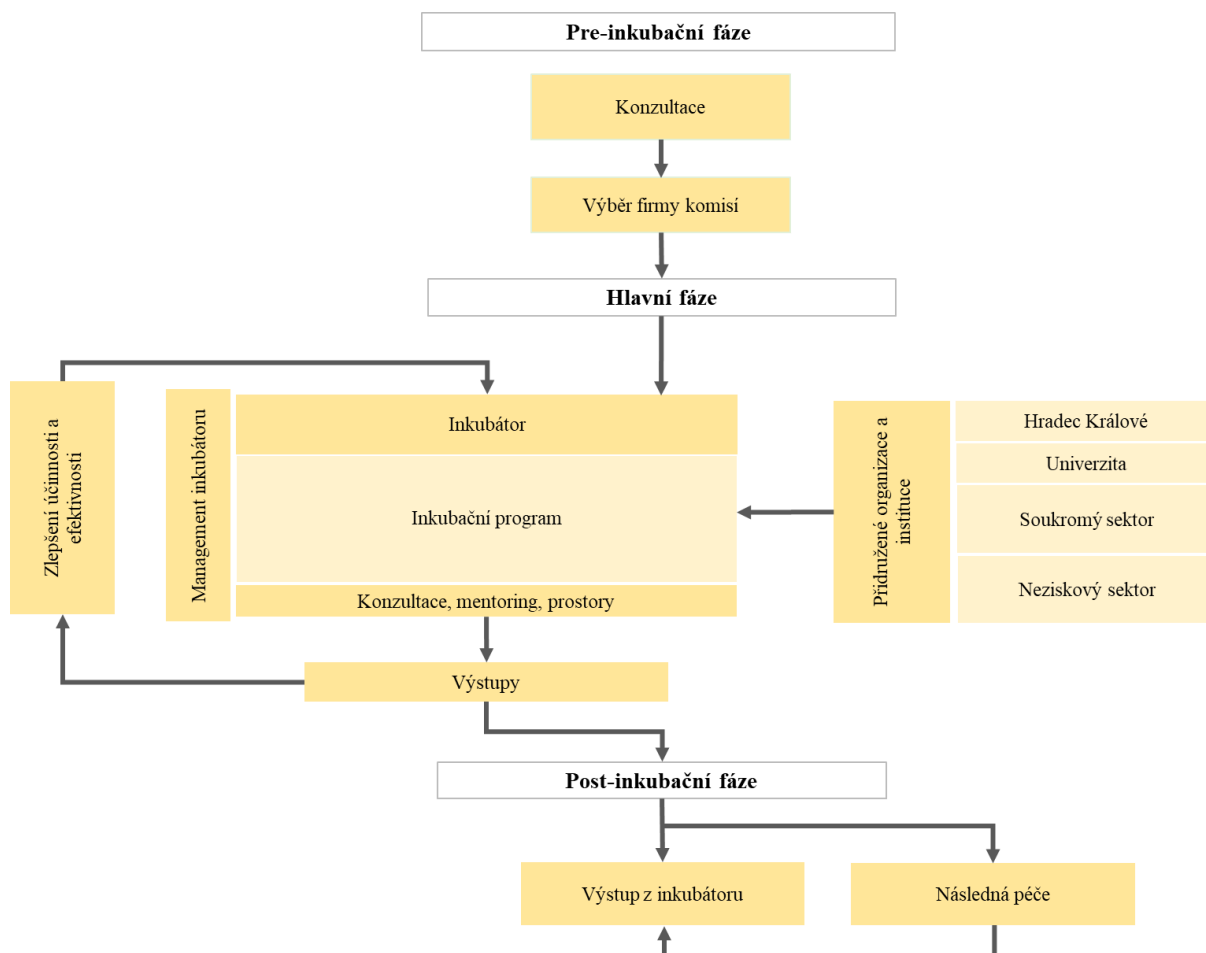 Pre-inkubační fáze
Konzultace
Výběr firmy komisí
Hlavní fáze
Zlepšení účinnosti a
efektivnosti
Management inkubátoru
Inkubátor
Inkubační program
Konzultace, mentoring, prostory
Přidružené organizace a
instituce
Hradec Králové
Univerzita
Soukromý sektor
Neziskový sektor
Výstupy
Post-inkubační fáze
Výstup z inkubátoru
Následná péče